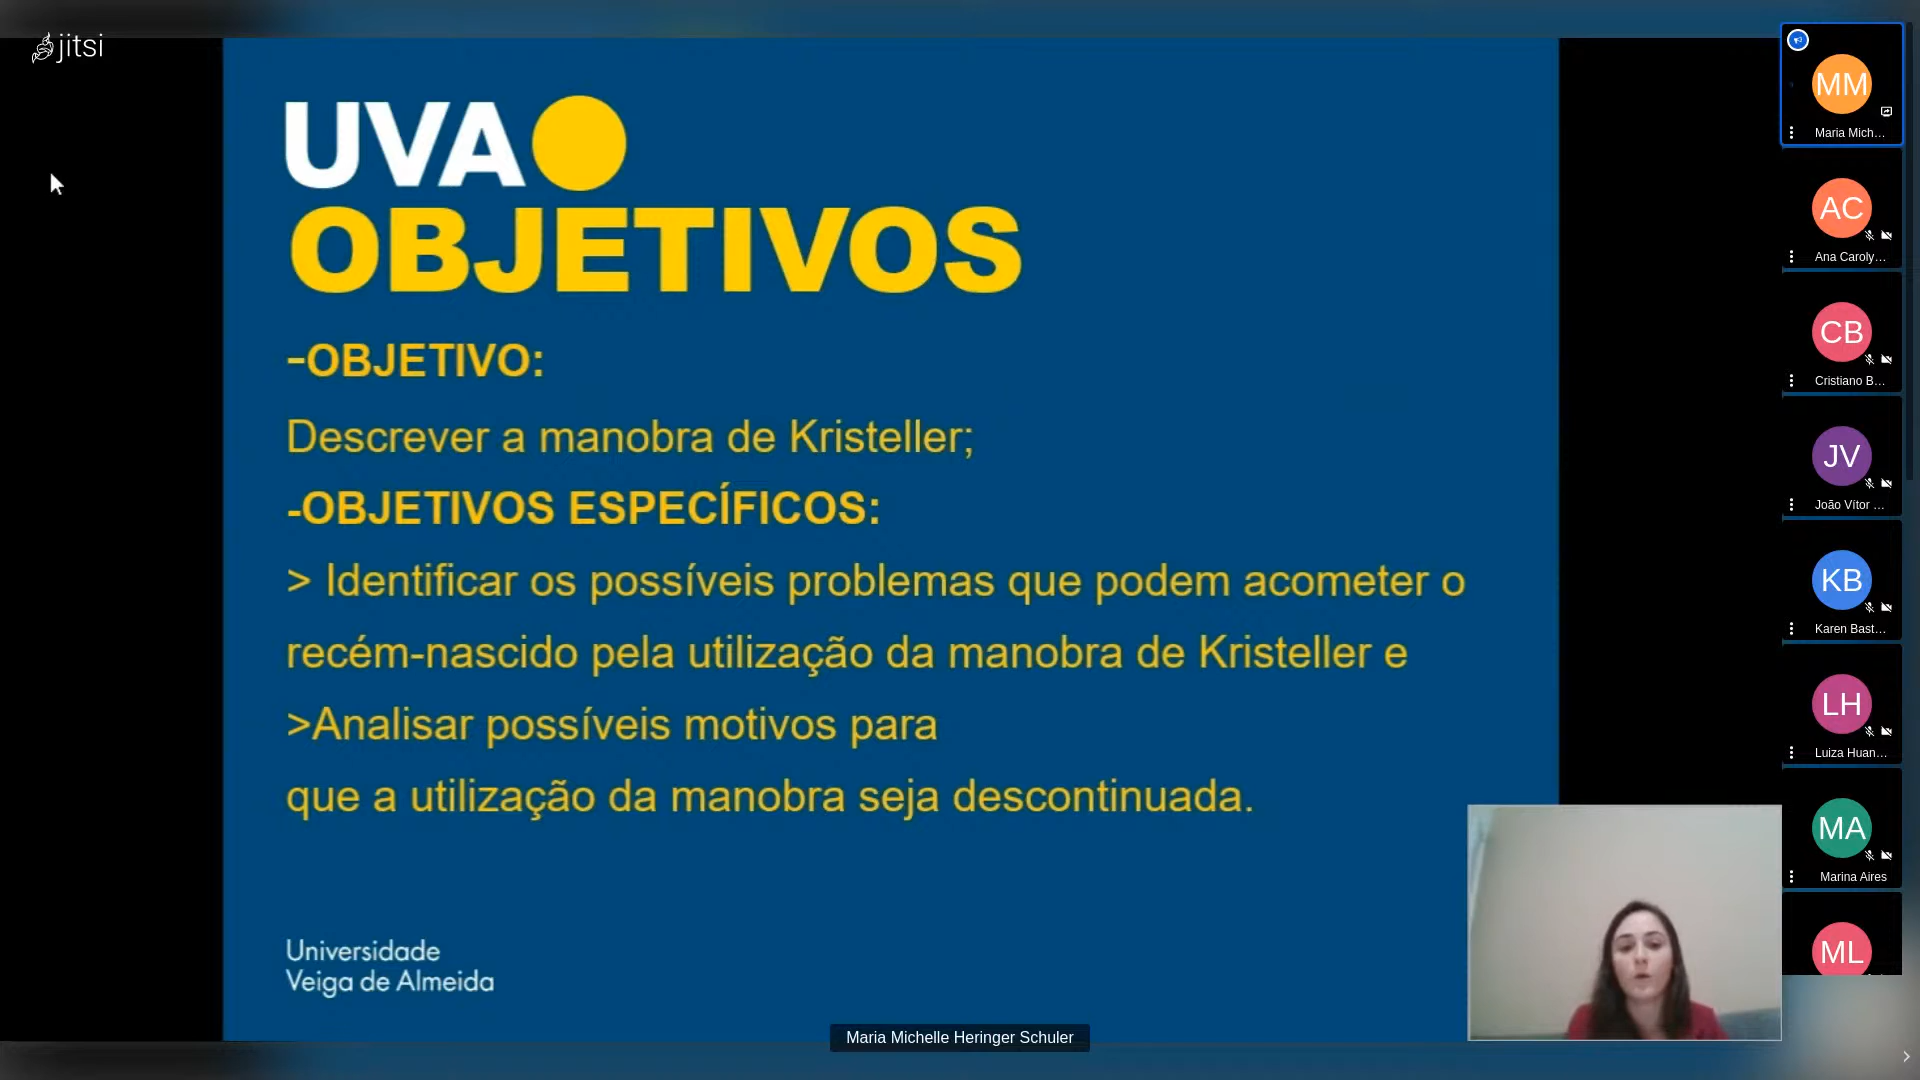 jitsi
UVA
OBJETIVOS
-OBJETIVO:
Descrever a manobra de Kristeller;
-OBJETIVOS ESPECÍFICOS:
> Identificar os possíveis problemas que podem acometer o
recém-nascido pela utilização da manobra de Kristeller e
>Analisar possíveis motivos para
que a utilização da manobra seja descontinuada.
Universidade
Veiga de Almeida
Maria Michelle Heringer Schuler
MM
Maria Mich...
AC
Ana Caroly...
CB
Cristiano B...
JV
João Vítor ...
KB
Karen Bast...
LH
Luiza Huan...
MA
Marina Aires
ML